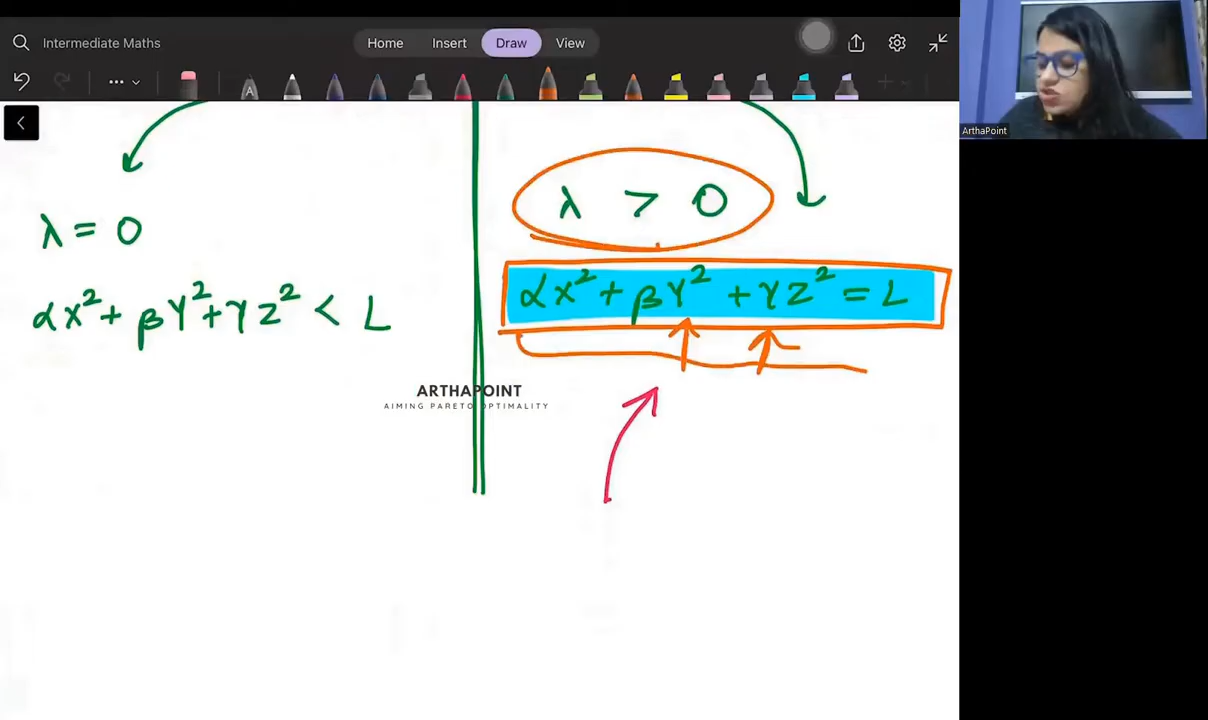 Intermediate Maths
Home Insert Draw View
A
ArthaPoint
λ = 0
αx² + βY² + γz² < L
λ > 0
αx² + βY² + γz² = L
ARTHAPOINT
AIMING PARETO OPTIMALITY